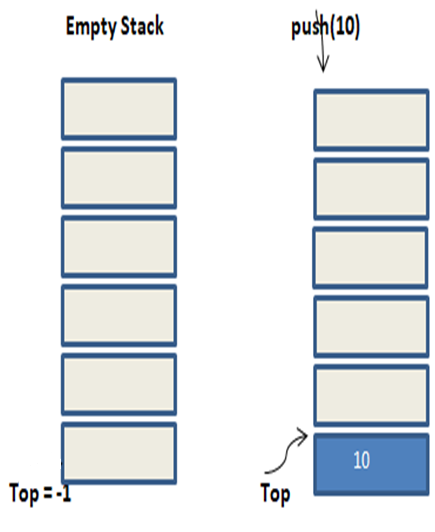 Empty Stack
push(10)
10
Top = -1
Top